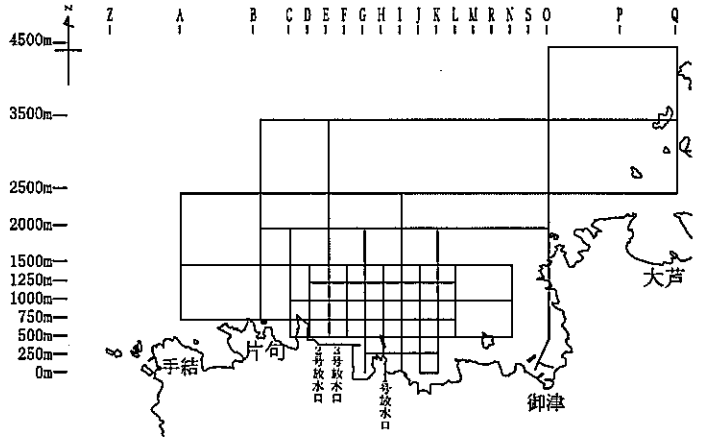 N
Z A B C D E F G H I J K L M R N S O P Q
4500m
3500m
2500m
2000m
1500m
1250m
1000m
750m
500m
250m
0m
手結
片句
2号放水口
3号放水口
1号放水口
御津
大芦